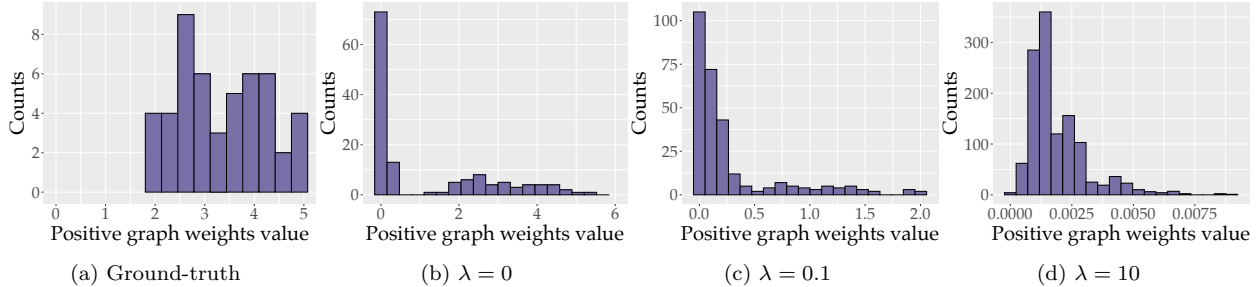 Counts
8
6
4
2
0
0 1 2 3 4 5
Positive graph weights value
(a) Ground-truth
Counts
60
40
20
0
0 2 4 6
Positive graph weights value
(b) λ = 0
Counts
100
75
50
25
0
0.0 0.5 1.0 1.5 2.0
Positive graph weights value
(c) λ = 0.1
Counts
300
200
100
0
0.0000 0.0025 0.0050 0.0075
Positive graph weights value
(d) λ = 10